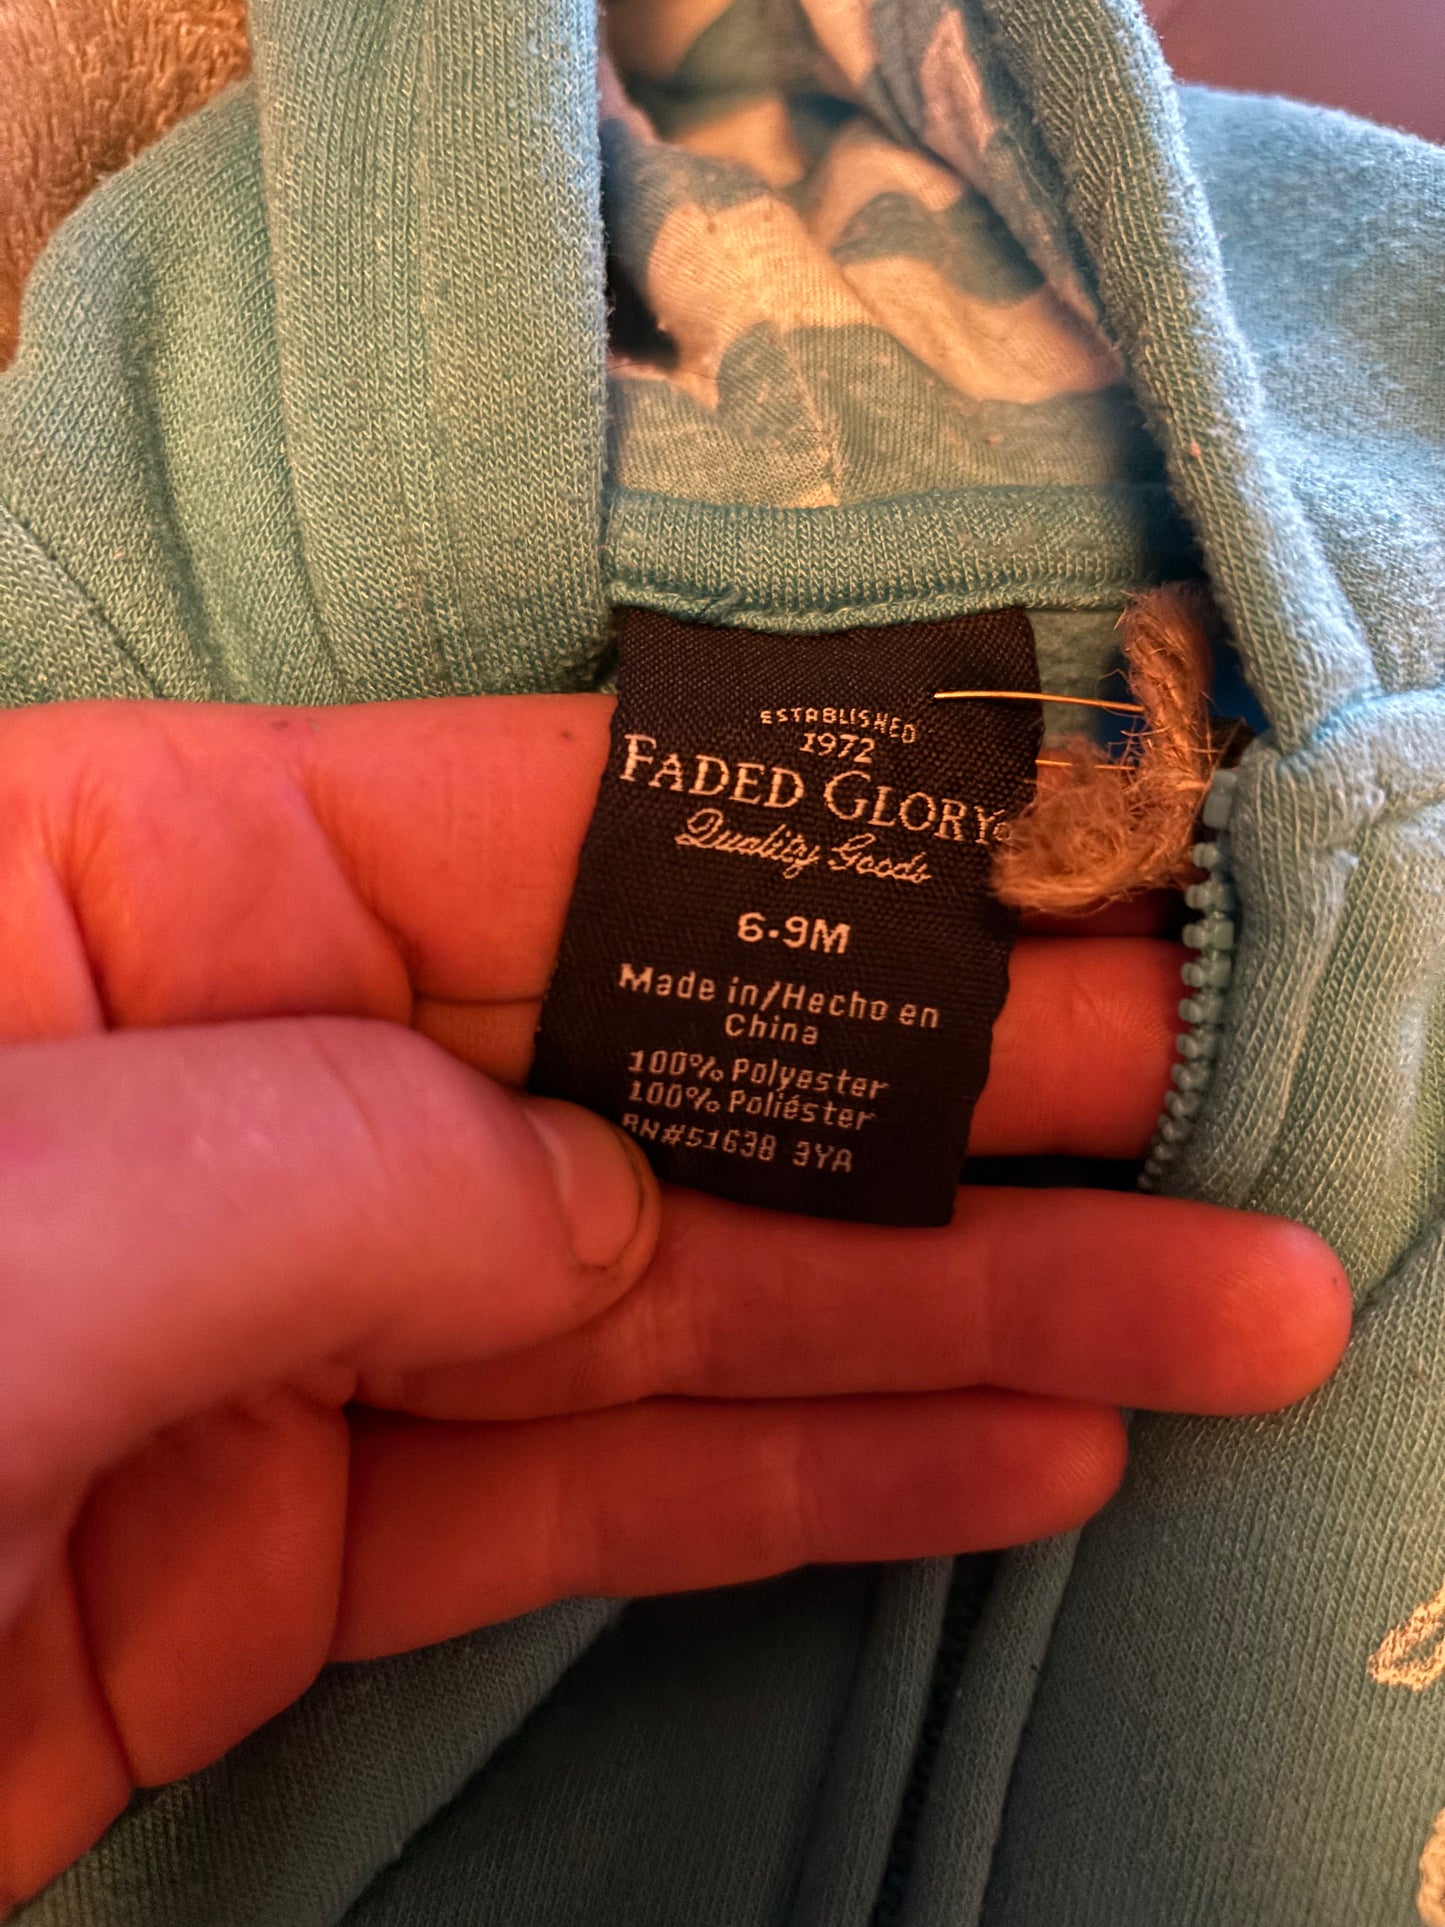 ESTABLISHED
1972
FADED GLORY®
Quality Goods
6-9M
Made in/Hecho en
China
100% Polyester
100% Poliéster
RN#51638 3YA